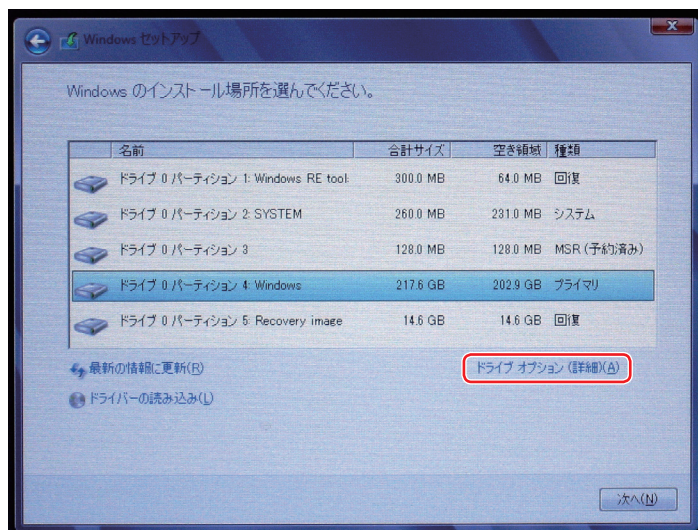 Windows セットアップ
Windows のインストール場所を選んでください。
名前 合計サイズ 空き領域 種類
ドライブ 0 パーティション 1: Windows RE tool 300.0 MB 64.0 MB 回復
ドライブ 0 パーティション 2: SYSTEM 260.0 MB 231.0 MB システム
ドライブ 0 パーティション 3 128.0 MB 128.0 MB MSR (予約済み)
ドライブ 0 パーティション 4: Windows 217.6 GB 202.9 GB プライマリ
ドライブ 0 パーティション 5: Recovery image 14.6 GB 14.6 GB 回復
最新の情報に更新(R) ドライブ オプション (詳細)(A)
ドライバーの読み込み(L)
次へ(N)